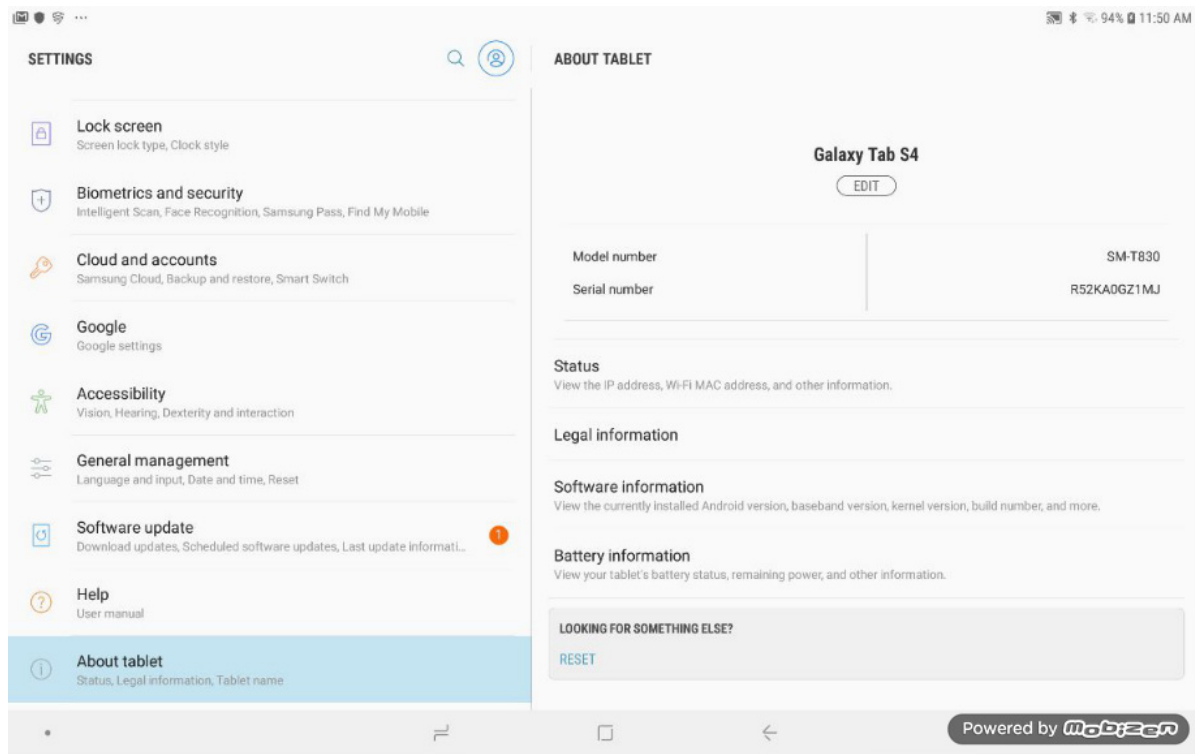 94% 11:50 AM
SETTINGS
Lock screen
Screen lock type, Clock style
Biometrics and security
Intelligent Scan, Face Recognition, Samsung Pass, Find My Mobile
Cloud and accounts
Samsung Cloud, Backup and restore, Smart Switch
Google
Google settings
Accessibility
Vision, Hearing, Dexterity and interaction
General management
Language and input, Date and time, Reset
Software update
Download updates, Scheduled software updates, Last update informati...
1
Help
User manual
About tablet
Status, Legal information, Tablet name
ABOUT TABLET
Galaxy Tab S4
EDIT
Model number SM-T830
Serial number R52KA0GZ1MJ
Status
View the IP address, Wi-Fi MAC address, and other information.
Legal information
Software information
View the currently installed Android version, baseband version, kernel version, build number, and more.
Battery information
View your tablet's battery status, remaining power, and other information.
LOOKING FOR SOMETHING ELSE?
RESET
Powered by mobizen